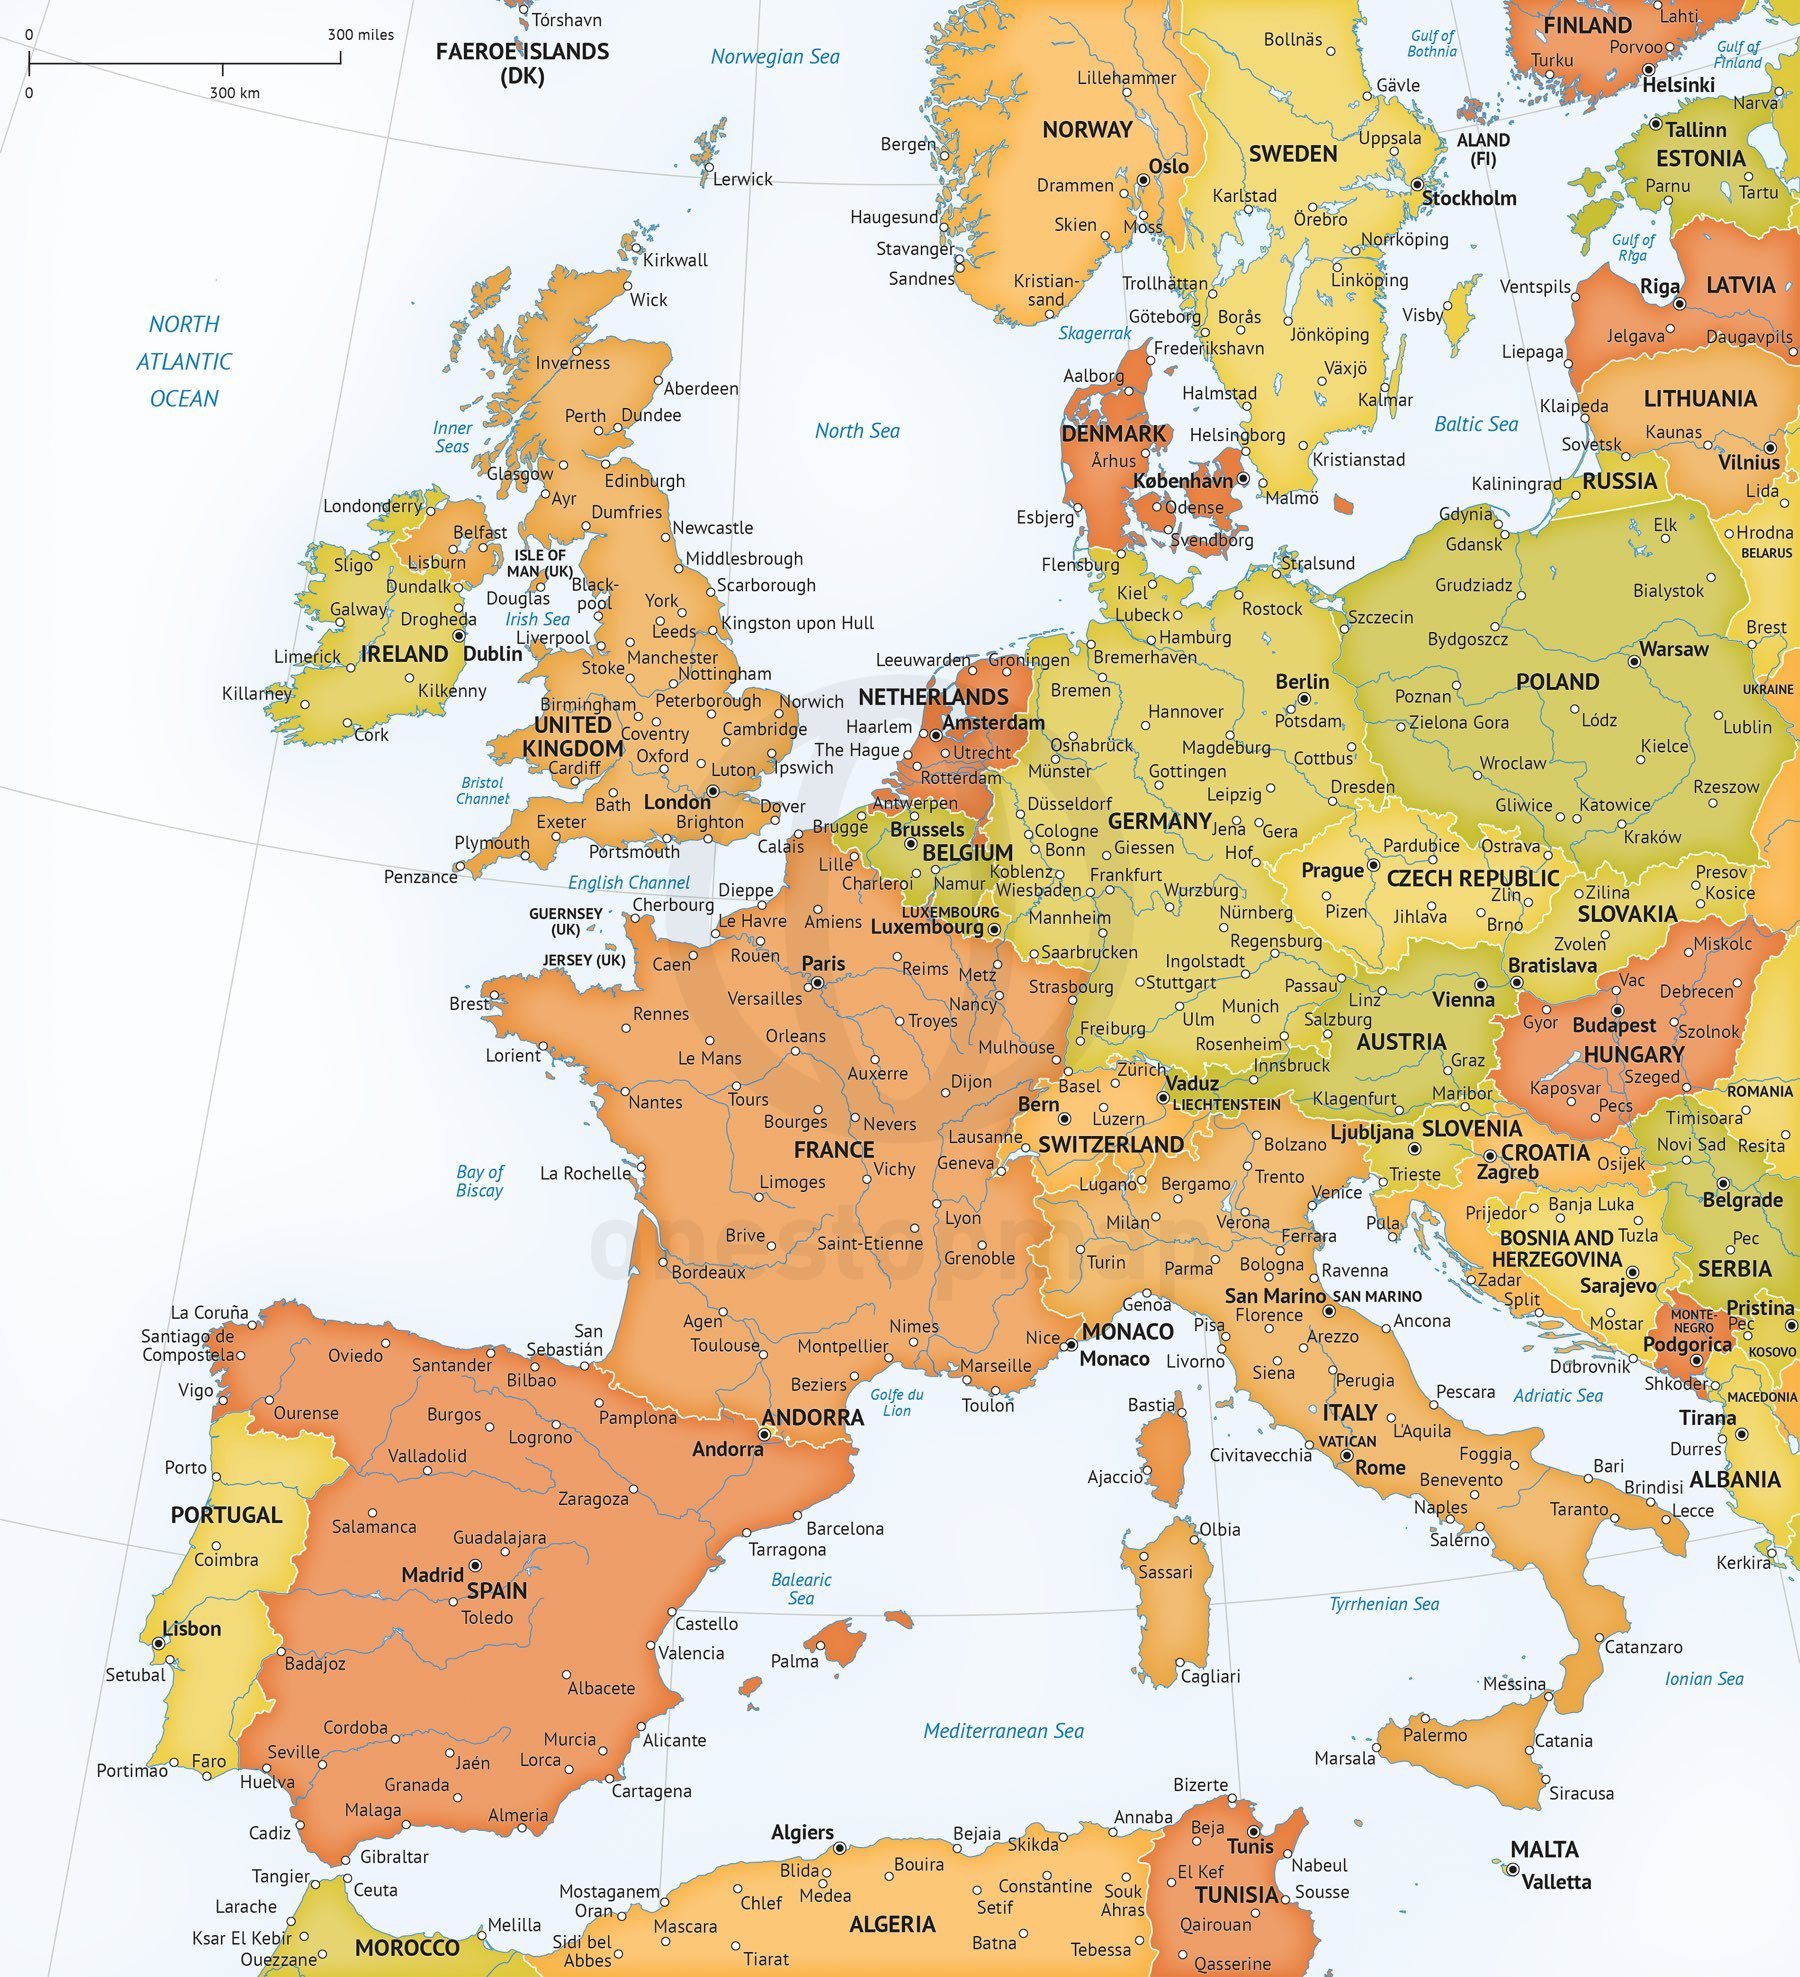 0
300 miles
0
300 km
Tórshavn
FAEROE ISLANDS
(DK)
Norwegian Sea
Lerwick
Kirkwall
Wick
NORTH
ATLANTIC
OCEAN
Inverness
Aberdeen
Perth
Dundee
Inner
Seas
Glasgow
Edinburgh
Ayr
Dumfries
Newcastle
Londonderry
Belfast
Lisburn
Sligo
Dundalk
ISLE OF
MAN (UK)
Douglas
Black-
pool
Middlesbrough
Scarborough
Galway
Drogheda
Irish Sea
York
Leeds
Kingston upon Hull
Liverpool
IRELAND
Dublin
Limerick
Manchester
Stoke
Nottingham
Killarney
Kilkenny
Cork
Birmingham
Peterborough
Norwich
UNITED
KINGDOM
Coventry
Cambridge
Oxford
Cardiff
Luton
Ipswich
Bristol
Channel
Bath
London
Dover
Exeter
Brighton
Plymouth
Portsmouth
Penzance
English Channel
GUERNSEY
(UK)
JERSEY (UK)
North Sea
Bollnäs
Gulf of
Bothnia
FINLAND
Lahti
Porvoo
Turku
Helsinki
Gulf of
Finland
Narva
Lillehammer
Gävle
NORWAY
Bergen
Oslo
SWEDEN
Uppsala
ALAND
(FI)
Tallinn
ESTONIA
Parnu
Tartu
Drammen
Karlstad
Stockholm
Örebro
Haugesund
Skien
Moss
Stavanger
Sandnes
Norrköping
Linköping
Gulf of
Riga
Kristian-
sand
Trollhättan
Ventspils
Riga
LATVIA
Skagerrak
Göteborg
Borås
Jönköping
Visby
Jelgava
Daugavpils
Frederikshavn
Liepaga
Aalborg
Växjö
Halmstad
Kalmar
LITHUANIA
Klaipeda
DENMARK
Helsingborg
Baltic Sea
Kaunas
Sovetsk
Århus
Kristianstad
Vilnius
København
Malmö
Kaliningrad
RUSSIA
Lida
Esbjerg
Odense
Svendborg
Gdynia
Gdansk
Elk
Hrodna
BELARUS
Flensburg
Stralsund
Kiel
Rostock
Grudziadz
Bialystok
Lubeck
Szczecin
Hamburg
Bydgoszcz
Brest
Leeuwarden
Groningen
Bremerhaven
Warsaw
NETHERLANDS
Bremen
Berlin
Poznan
POLAND
UKRAINE
Haarlem
Amsterdam
Hannover
Potsdam
Zielona Gora
Lódz
Lublin
The Hague
Utrecht
Osnabrück
Magdeburg
Cottbus
Kielce
Rotterdam
Münster
Gottingen
Wroclaw
Antwerpen
Düsseldorf
Leipzig
Dresden
Gliwice
Katowice
Rzeszow
Brugge
Brussels
Cologne
GERMANY
Jena
Gera
Kraków
Calais
BELGIUM
Bonn
Giessen
Hof
Pardubice
Ostrava
Lille
Charleroi
Namur
Koblenz
Wiesbaden
Frankfurt
Prague
CZECH REPUBLIC
Presov
Kosice
Zilina
Zlin
Wurzburg
Dieppe
Cherbourg
Le Havre
Amiens
LUXEMBOURG
Luxembourg
Mannheim
Nürnberg
Pizen
Jihlava
Brno
SLOVAKIA
Caen
Rouen
Saarbrucken
Regensburg
Zvolen
Miskolc
Paris
Reims
Metz
Ingolstadt
Bratislava
Versailles
Strasbourg
Stuttgart
Passau
Linz
Vienna
Vac
Debrecen
Brest
Nancy
Rennes
Troyes
Ulm
Munich
Salzburg
Gyor
Budapest
Szolnok
Lorient
Le Mans
Orleans
Freiburg
Rosenheim
AUSTRIA
HUNGARY
Mulhouse
Auxerre
Dijon
Zürich
Innsbruck
Graz
Szeged
Nantes
Tours
Basel
Vaduz
Kaposvar
ROMANIA
Bern
LIECHTENSTEIN
Klagenfurt
Maribor
Pecs
Timisoara
Bourges
Nevers
Luzern
FRANCE
Lausanne
SWITZERLAND
Bolzano
Ljubljana
SLOVENIA
CROATIA
Novi Sad
Resita
Geneva
Bay of
Biscay
La Rochelle
Vichy
Lugano
Bergamo
Trento
Trieste
Zagreb
Osijek
Limoges
Venice
Belgrade
Lyon
Milan
Verona
Pula
Prijedor
Banja Luka
Brive
Saint-Etienne
Grenoble
Turin
Ferrara
BOSNIA AND
HERZEGOVINA
Tuzla
Pec
onestopmap
Bordeaux
Parma
Bologna
Ravenna
Zadar
Sarajevo
SERBIA
Genoa
San Marino
SAN MARINO
Split
Pristina
Agen
Nimes
Pisa
Florence
Ancona
Mostar
MONTE-
NEGRO
Pec
Toulouse
Montpellier
Nice
MONACO
Monaco
Livorno
Arezzo
Podgorica
KOSOVO
Marseille
Siena
Dubrovnik
Beziers
Golfe du
Lion
Toulon
Perugia
Pescara
Adriatic Sea
Shkoder
MACEDONIA
La Coruña
Santiago de
Compostela
Oviedo
Santander
San
Sebastián
Bilbao
Vigo
Ourense
Burgos
Logrono
Pamplona
ANDORRA
Andorra
Bastia
ITALY
L'Aquila
VATICAN
Civitavecchia
Rome
Foggia
Tirana
Durres
Valladolid
Porto
Zaragoza
Ajaccio
Benevento
Bari
Brindisi
ALBANIA
PORTUGAL
Salamanca
Guadalajara
Barcelona
Tarragona
Olbia
Naples
Salerno
Taranto
Lecce
Coimbra
Madrid
SPAIN
Balearic
Sea
Sassari
Kerkira
Toledo
Tyrrhenian Sea
Lisbon
Castello
Palma
Valencia
Catanzaro
Setubal
Badajoz
Cagliari
Ionian Sea
Albacete
Messina
Mediterranean Sea
Cordoba
Murcia
Alicante
Palermo
Catania
Portimao
Faro
Seville
Huelva
Jaén
Lorca
Marsala
Granada
Cartagena
Siracusa
Malaga
Almeria
Bizerte
Cadiz
Algiers
Bejaia
Skikda
Annaba
Beja
Tunis
MALTA
Valletta
Gibraltar
Tangier
Ceuta
Blida
Bouira
El Kef
Nabeul
Larache
Mostaganem
Oran
Chlef
Medea
Setif
Constantine
Souk
Ahras
TUNISIA
Sousse
Ksar El Kebir
Melilla
Mascara
ALGERIA
Qairouan
Ouezzane
MOROCCO
Sidi bel
Abbes
Tiarat
Batna
Tebessa
Qasserine